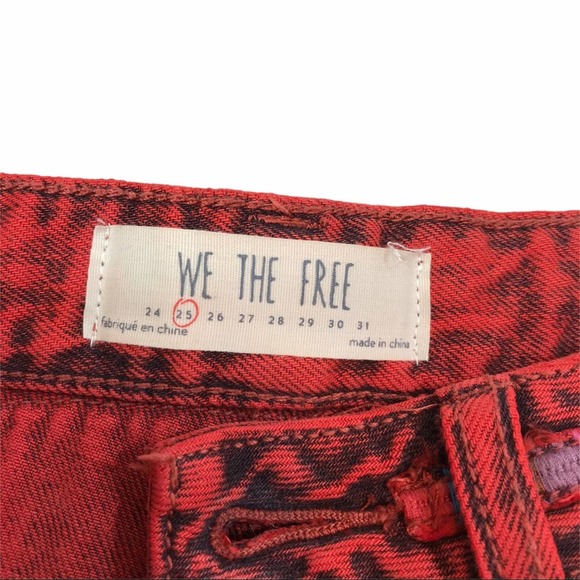 WE THE FREE
24 25 26 27 28 29 30 31
fabriqué en chine
made in china